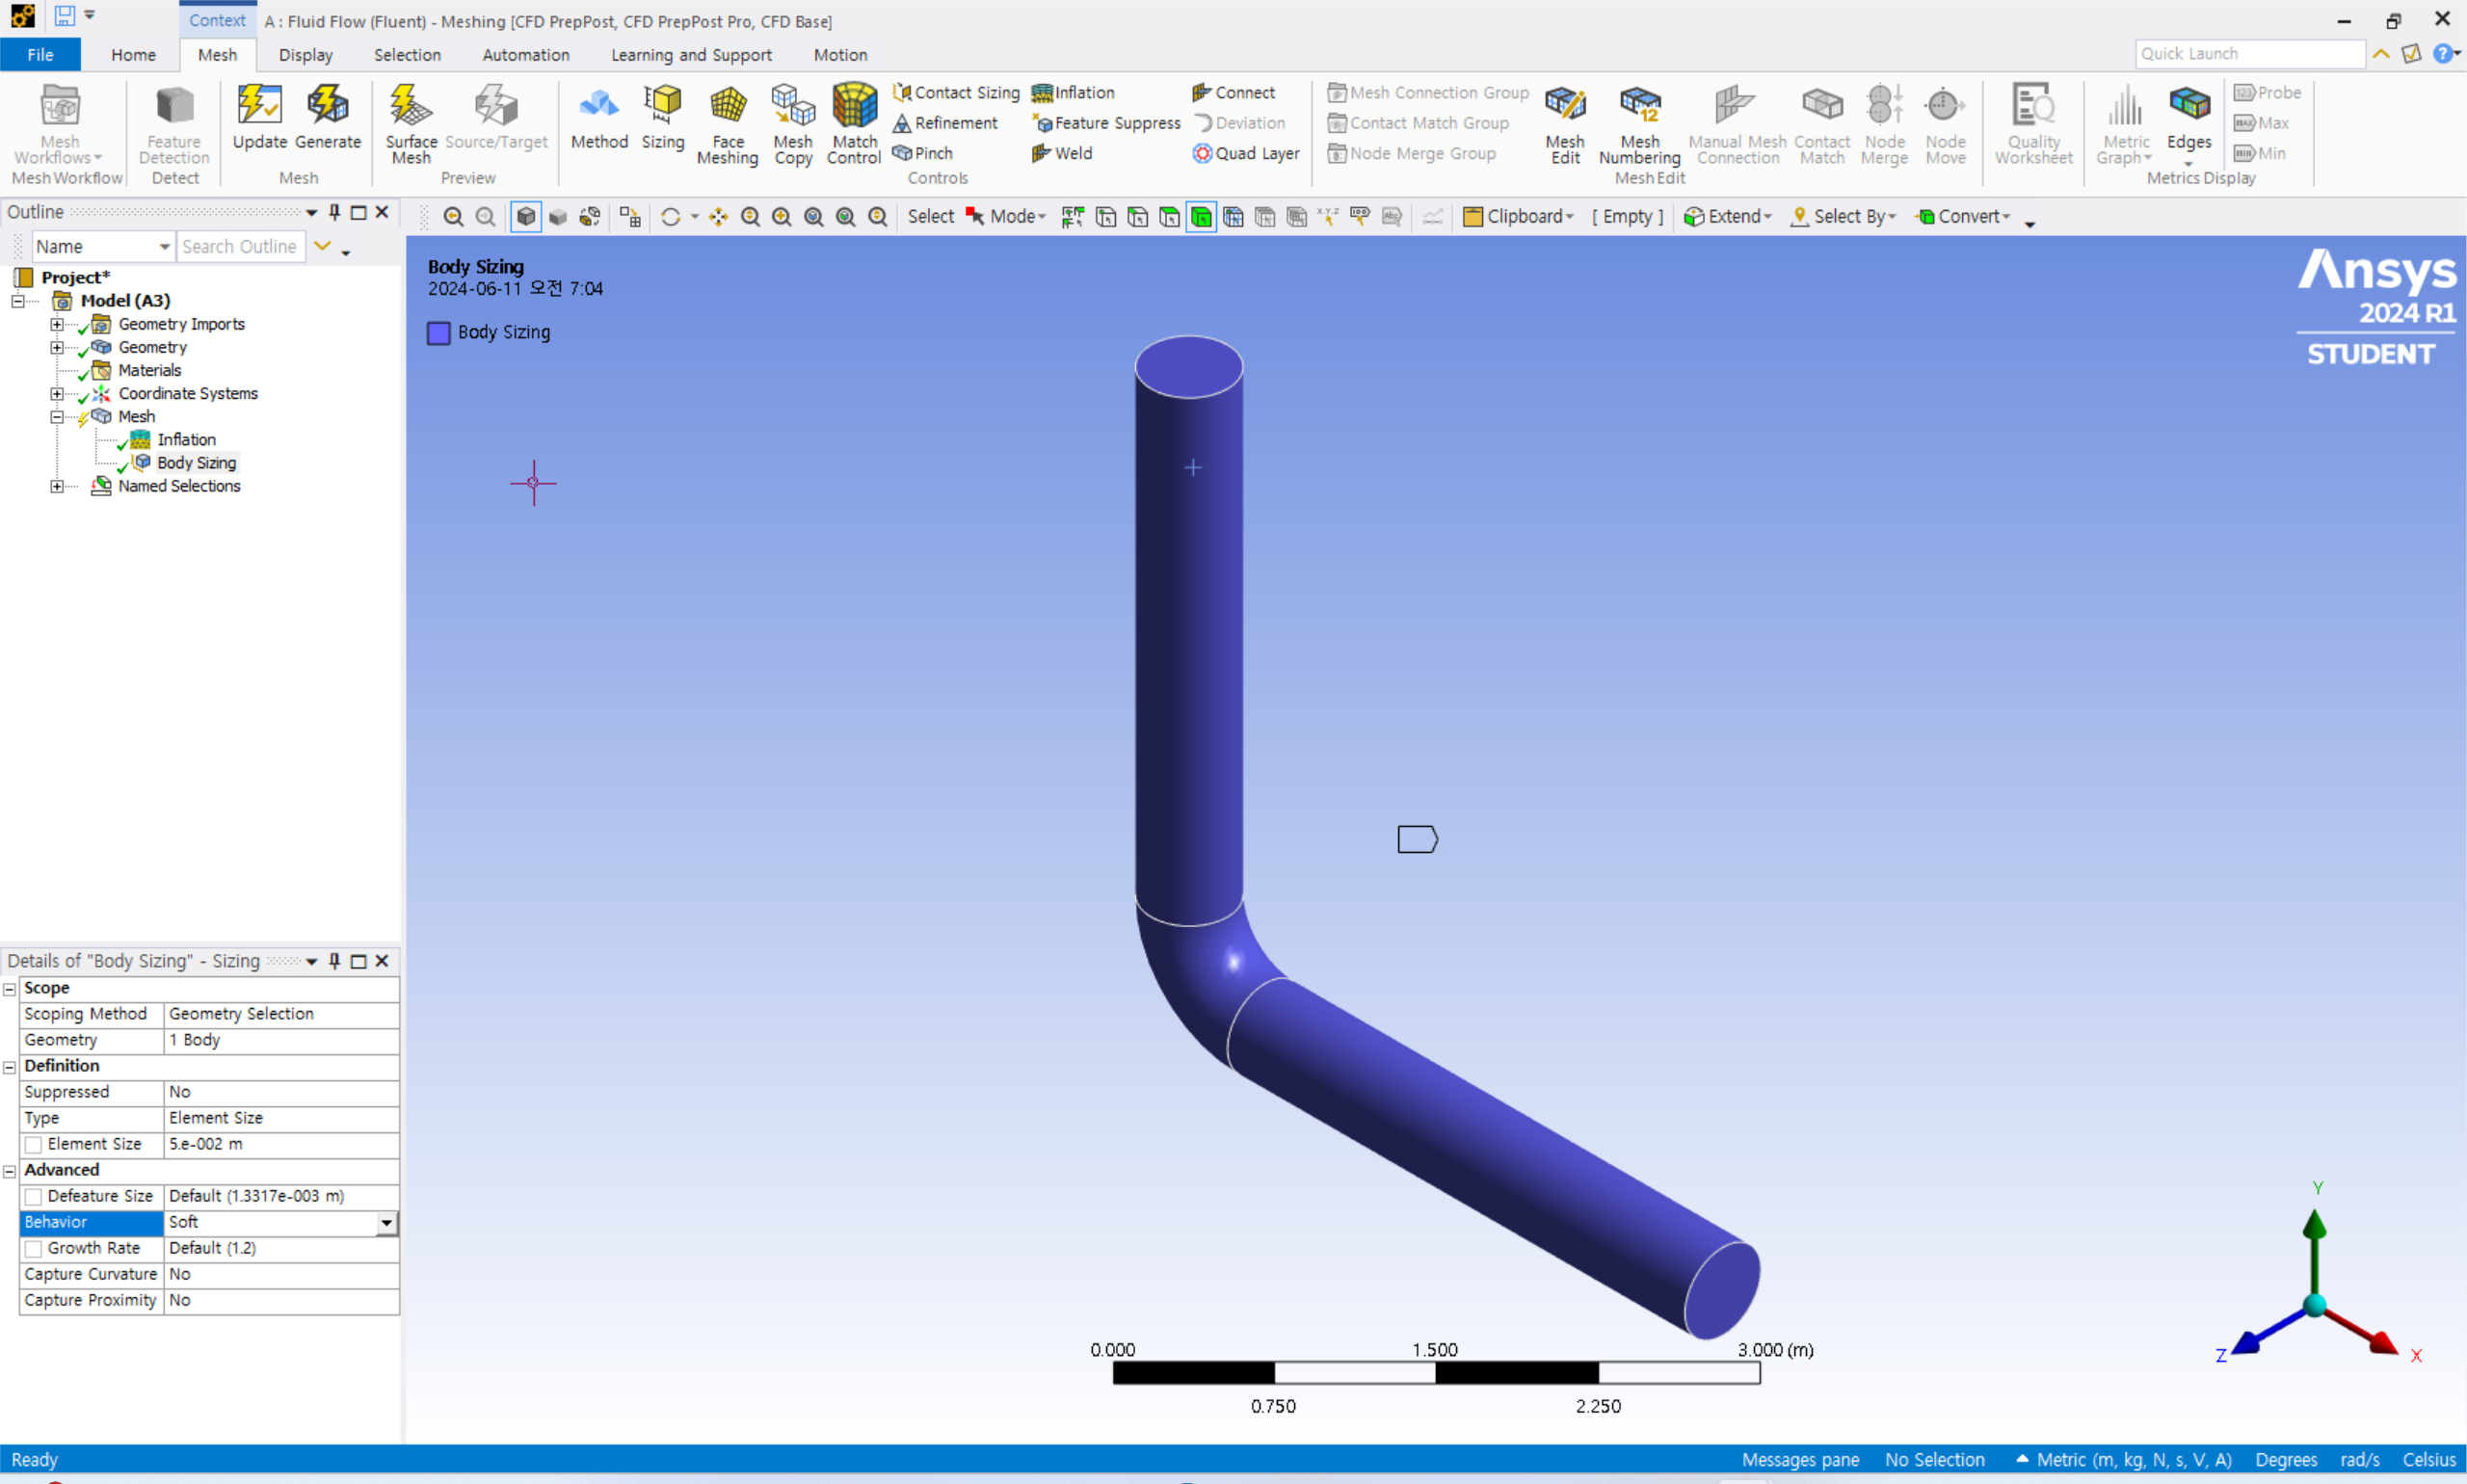 Context A : Fluid Flow (Fluent) - Meshing [CFD PrepPost, CFD PrepPost Pro, CFD Base]
File Home Mesh Display Selection Automation Learning and Support Motion Quick Launch
Mesh Workflows
Mesh Workflow
Feature Detection
Detect
Update Generate
Mesh
Surface Mesh
Source/Target
Preview
Method Sizing Face Meshing Mesh Copy Match Control
Contact Sizing Inflation Connect
Refinement Feature Suppress Deviation
Pinch Weld Quad Layer
Controls
Mesh Connection Group
Contact Match Group
Node Merge Group
Mesh Edit Mesh Numbering Manual Mesh Connection Contact Match Node Merge Node Move
12
Mesh Edit
Quality Worksheet
Metric Graph Edges
Probe
Max
Min
Metrics Display
Outline
Select Mode Clipboard [ Empty ] Extend Select By Convert
Name Search Outline
Project*
Model (A3)
Geometry Imports
Geometry
Materials
Coordinate Systems
Mesh
Inflation
Body Sizing
Named Selections
Body Sizing
2024-06-11 오전 7:04
Body Sizing
Ansys
2024 R1
STUDENT
Details of "Body Sizing" - Sizing
Scope
Scoping Method Geometry Selection
Geometry 1 Body
Definition
Suppressed No
Type Element Size
Element Size 5.e-002 m
Advanced
Defeature Size Default (1.3317e-003 m)
Behavior Soft
Growth Rate Default (1.2)
Capture Curvature No
Capture Proximity No
0.000 1.500 3.000 (m)
0.750 2.250
Y
Z X
Ready Messages pane No Selection Metric (m, kg, N, s, V, A) Degrees rad/s Celsius